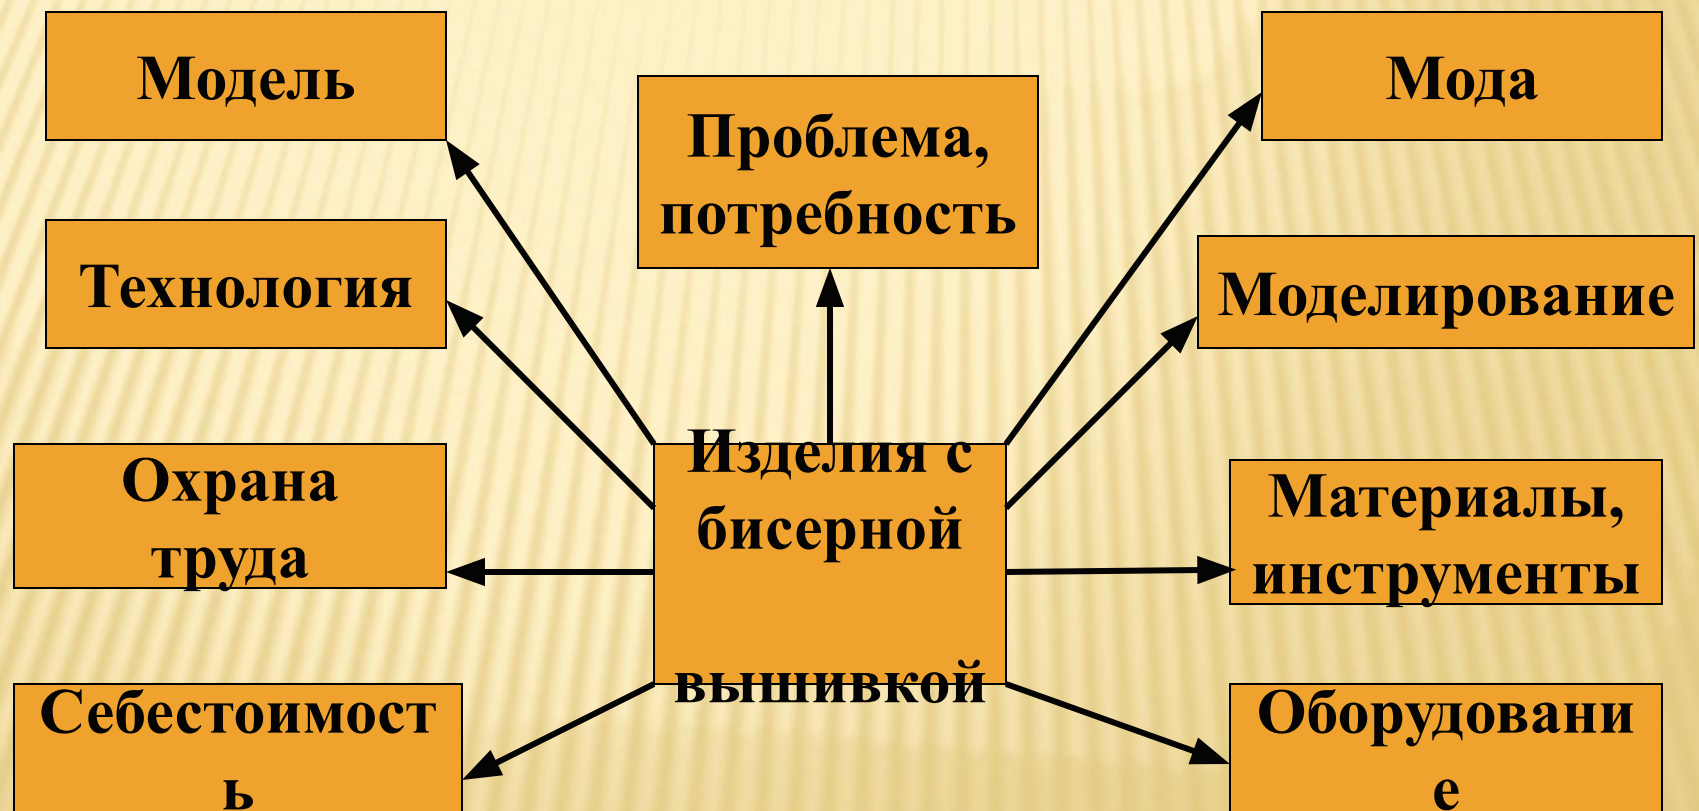 Модель
Проблема,
потребность
Мода
Технология
Моделирование
Охрана
труда
Изделия с
бисерной
вышивкой
Материалы,
инструменты
Себестоимост
ь
Оборудовани
е